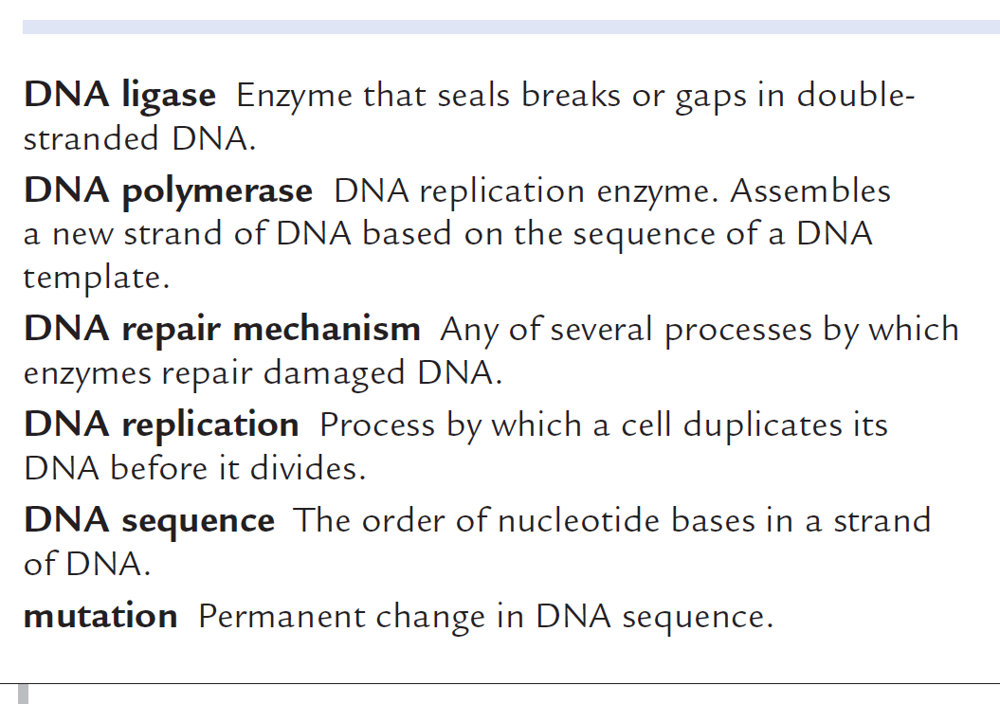 DNA ligase Enzyme that seals breaks or gaps in double-
stranded DNA.
DNA polymerase DNA replication enzyme. Assembles
a new strand of DNA based on the sequence of a DNA
template.
DNA repair mechanism Any of several processes by which
enzymes repair damaged DNA.
DNA replication Process by which a cell duplicates its
DNA before it divides.
DNA sequence The order of nucleotide bases in a strand
of DNA.
mutation Permanent change in DNA sequence.